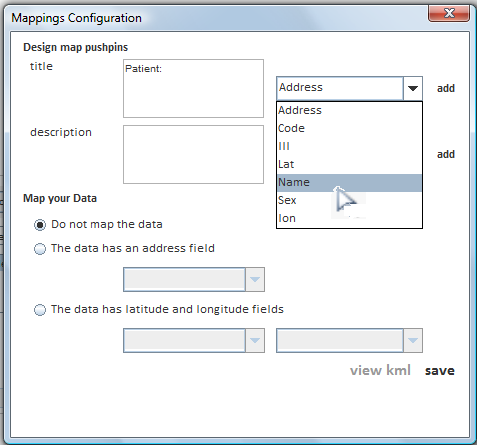 Mappings Configuration
Design map pushpins
title
Patient:
Address
add
Address
Code
III
Lat
Name
Sex
lon
description
add
Map your Data
Do not map the data
The data has an address field
The data has latitude and longitude fields
view kml save